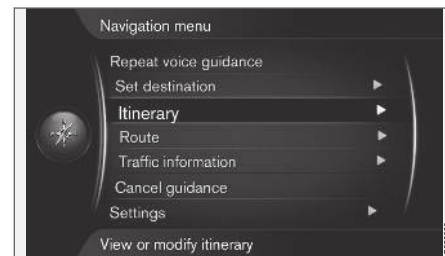 Navigation menu
Repeat voice guidance
Set destination
Itinerary
Route
Traffic information
Cancel guidance
Settings
View or modify itinerary